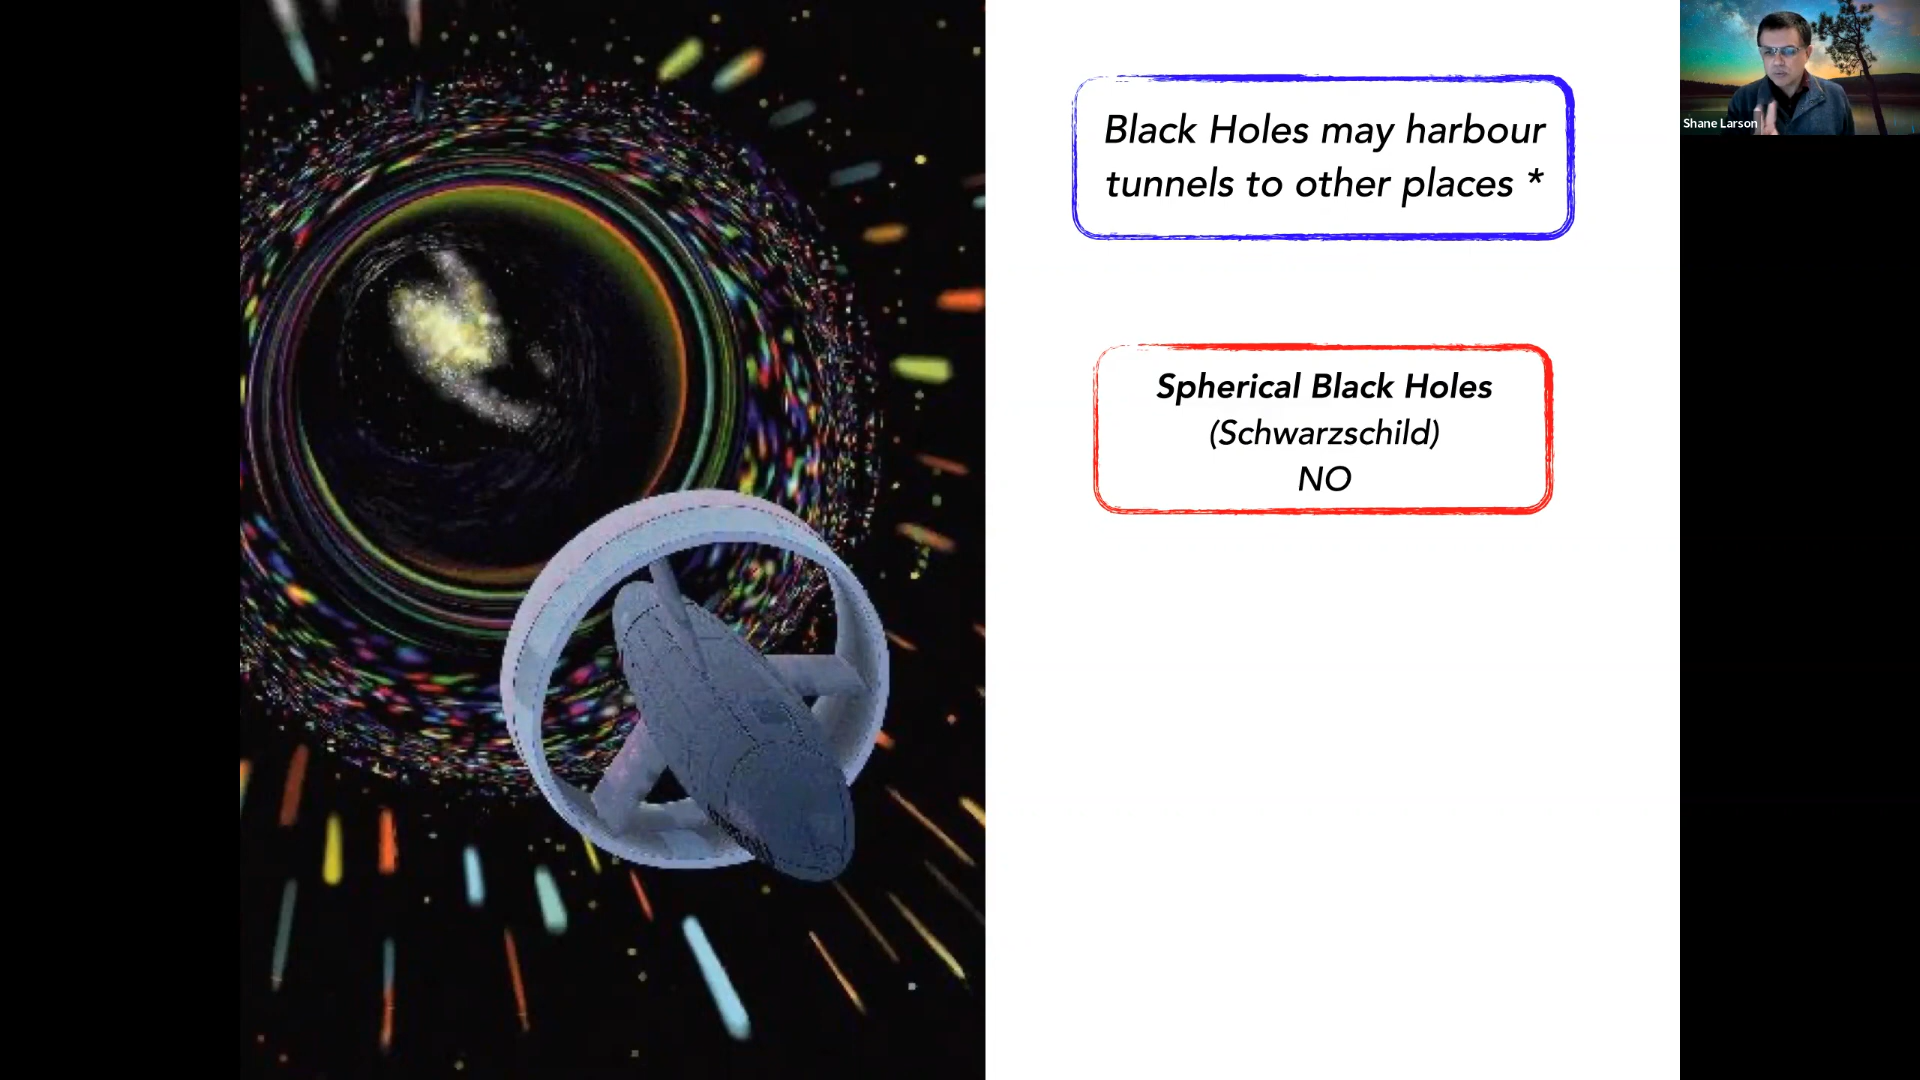 Black Holes may harbour
tunnels to other places *
Spherical Black Holes
(Schwarzschild)
NO
Shane Larson